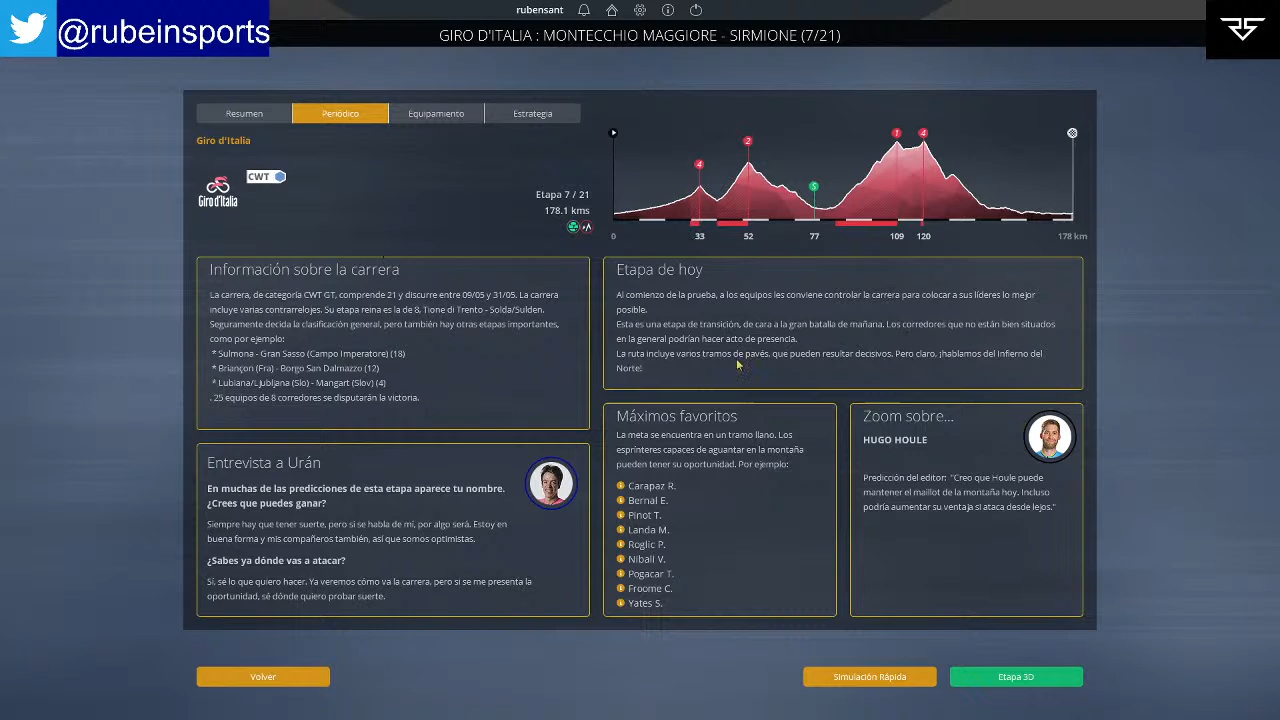 rubensant
@rubeinsports
GIRO D'ITALIA : MONTECCHIO MAGGIORE - SIRMIONE (7/21)
Resumen
Periódico
Equipamiento
Estrategia
Giro d'Italia
CWT
Giro d'Italia
Etapa 7 / 21
178.1 kms
4
2
S
1
4
0
33
52
77
109
120
178 km
Información sobre la carrera
La carrera, de categoría CWT GT, comprende 21 y discurre entre 09/05 y 31/05. La carrera
incluye varias contrarrelojes. Su etapa reina es la de 8, Tione di Trento - Solda/Sulden.
Seguramente decida la clasificación general, pero también hay otras etapas importantes,
como por ejemplo:
* Sulmona - Gran Sasso (Campo Imperatore) (18)
* Briançon (Fra) - Borgo San Dalmazzo (12)
* Lubiana/Ljubljana (Slo) - Mangart (Slov) (4)
. 25 equipos de 8 corredores se disputarán la victoria.
Etapa de hoy
Al comienzo de la prueba, a los equipos les conviene controlar la carrera para colocar a sus líderes lo mejor
posible.
Esta es una etapa de transición, de cara a la gran batalla de mañana. Los corredores que no están bien situados
en la general podrían hacer acto de presencia.
La ruta incluye varios tramos de pavés, que pueden resultar decisivos. Pero claro, ¡hablamos del Infierno del
Norte!
Entrevista a Urán
En muchas de las predicciones de esta etapa aparece tu nombre.
¿Crees que puedes ganar?
Siempre hay que tener suerte, pero si se habla de mí, por algo será. Estoy en
buena forma y mis compañeros también, así que somos optimistas.
¿Sabes ya dónde vas a atacar?
Sí, sé lo que quiero hacer. Ya veremos cómo va la carrera, pero si se me presenta la
oportunidad, sé dónde quiero probar suerte.
Máximos favoritos
La meta se encuentra en un tramo llano. Los
esprínteres capaces de aguantar en la montaña
pueden tener su oportunidad. Por ejemplo:
Carapaz R.
Bernal E.
Pinot T.
Landa M.
Roglic P.
Nibali V.
Pogacar T.
Froome C.
Yates S.
Zoom sobre...
HUGO HOULE
Predicción del editor: "Creo que Houle puede
mantener el maillot de la montaña hoy. Incluso
podría aumentar su ventaja si ataca desde lejos."
Volver
Simulación Rápida
Etapa 3D